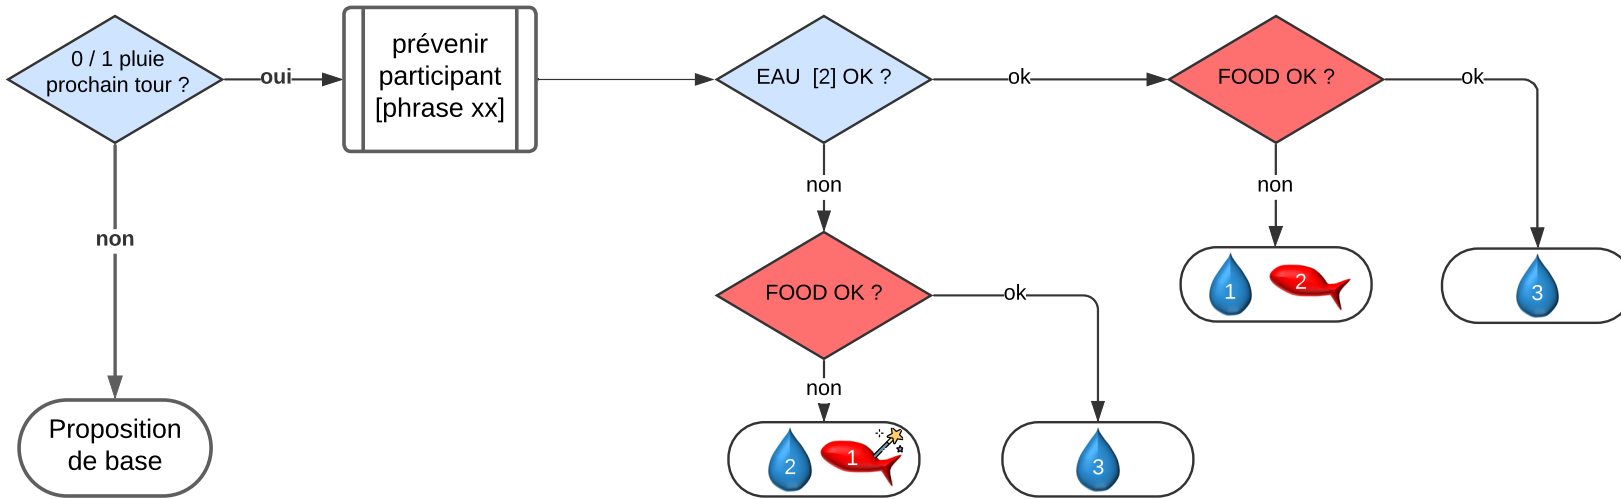 0 / 1 pluie
prochain tour ?
oui
prévenir
participant
[phrase xx]
EAU  [2] OK ?
ok
FOOD OK ?
ok
non
non
1
2
3
non
FOOD OK ?
ok
non
2
1
3
Proposition
de base